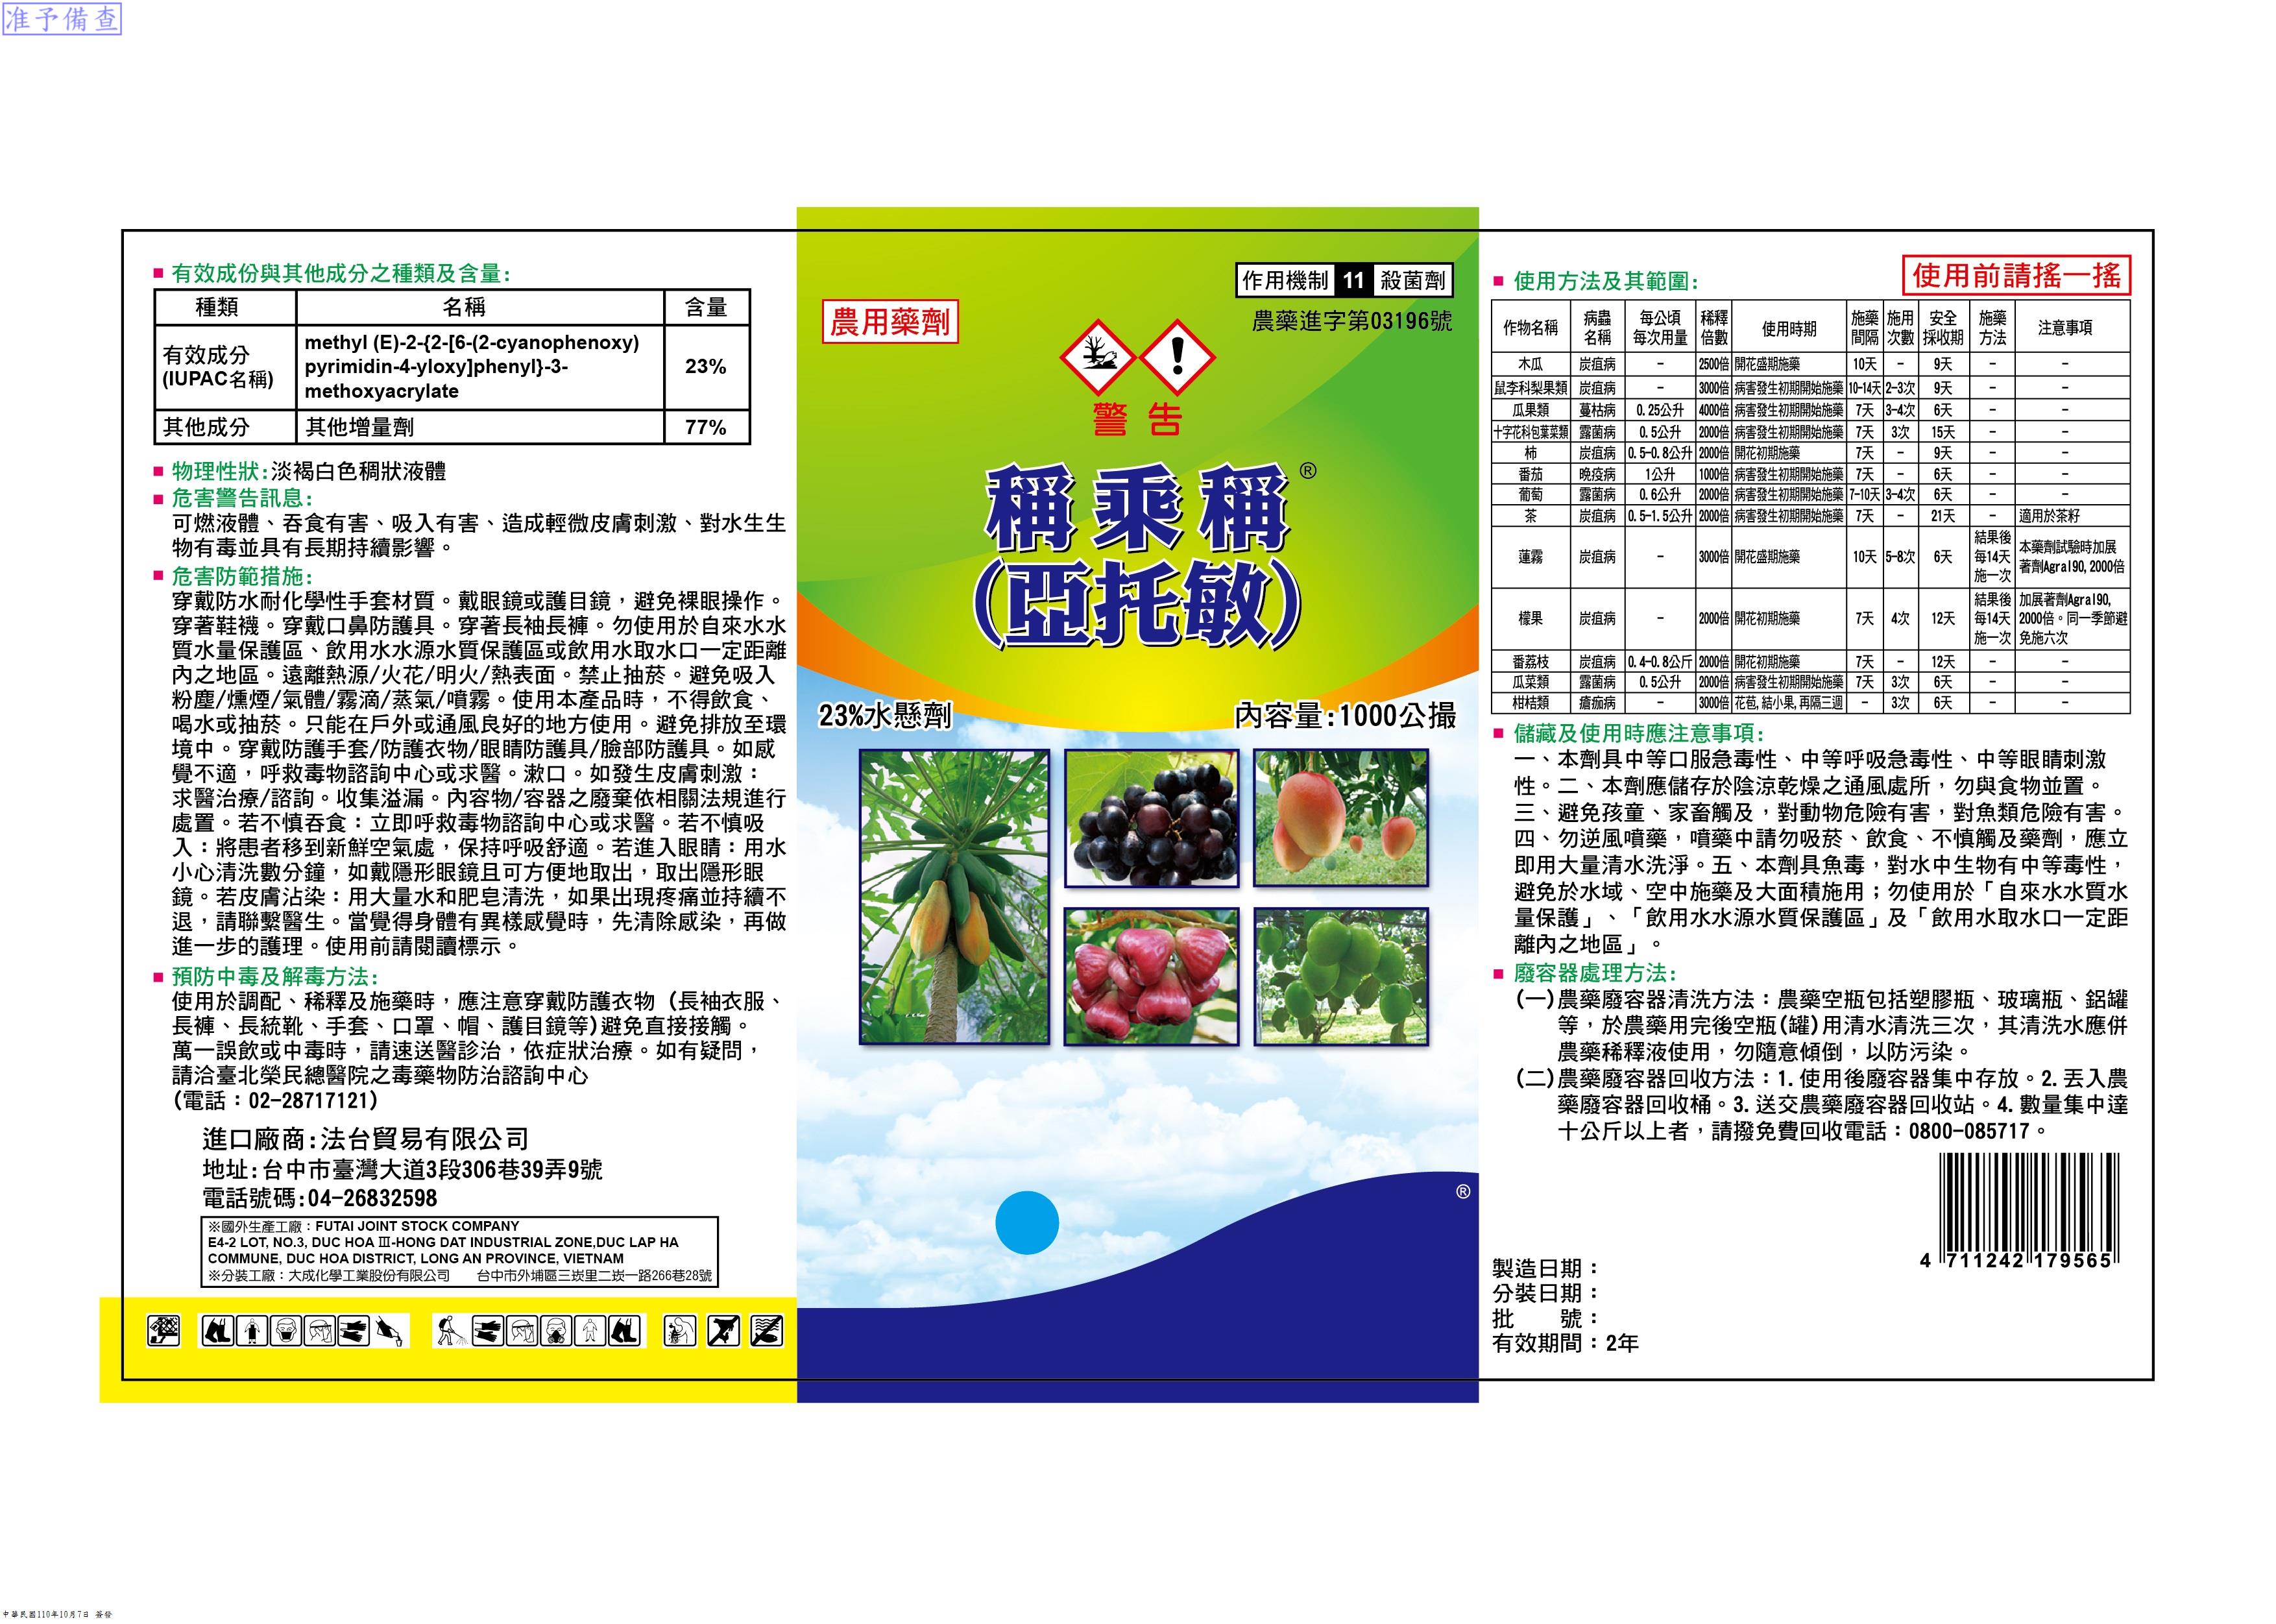 准予備查
■ 有效成份與其他成分之種類及含量:
種類 名稱 含量
有效成分
(IUPAC名稱)
methyl (E)-2-{2-[6-(2-cyanophenoxy)
pyrimidin-4-yloxy]phenyl}-3-
methoxyacrylate
23%
其他成分 其他增量劑 77%
■ 物理性狀:淡褐白色稠狀液體
■ 危害警告訊息:
可燃液體、吞食有害、吸入有害、造成輕微皮膚刺激、對水生生
物有毒並具有長期持續影響。
■ 危害防範措施:
穿戴防水耐化學性手套材質。戴眼鏡或護目鏡，避免裸眼操作。
穿著鞋襪。穿戴口鼻防護具。穿著長袖長褲。勿使用於自來水水
質水量保護區、飲用水水源水質保護區或飲用水取水口一定距離
內之地區。遠離熱源/火花/明火/熱表面。禁止抽菸。避免吸入
粉塵/燻煙/氣體/霧滴/蒸氣/噴霧。使用本產品時，不得飲食、
喝水或抽菸。只能在戶外或通風良好的地方使用。避免排放至環
境中。穿戴防護手套/防護衣物/眼睛防護具/臉部防護具。如感
覺不適，呼救毒物諮詢中心或求醫。漱口。如發生皮膚刺激：
求醫治療/諮詢。收集溢漏。內容物/容器之廢棄依相關法規進行
處置。若不慎吞食：立即呼救毒物諮詢中心或求醫。若不慎吸
入：將患者移到新鮮空氣處，保持呼吸舒適。若進入眼睛：用水
小心清洗數分鐘，如戴隱形眼鏡且可方便地取出，取出隱形眼
鏡。若皮膚沾染：用大量水和肥皂清洗，如果出現疼痛並持續不
退，請聯繫醫生。當覺得身體有異樣感覺時，先清除感染，再做
進一步的護理。使用前請閱讀標示。
■ 預防中毒及解毒方法:
使用於調配、稀釋及施藥時，應注意穿戴防護衣物 (長袖衣服、
長褲、長統靴、手套、口罩、帽、護目鏡等)避免直接接觸。
萬一誤飲或中毒時，請速送醫診治，依症狀治療。如有疑問，
請洽臺北榮民總醫院之毒藥物防治諮詢中心
(電話：02-28717121)
進口廠商:法台貿易有限公司
地址:台中市臺灣大道3段306巷39弄9號
電話號碼:04-26832598
※國外生產工廠：FUTAI JOINT STOCK COMPANY
E4-2 LOT, NO.3, DUC HOA Ⅲ-HONG DAT INDUSTRIAL ZONE,DUC LAP HA
COMMUNE, DUC HOA DISTRICT, LONG AN PROVINCE, VIETNAM
※分裝工廠：大成化學工業股份有限公司 台中市外埔區三崁里二崁一路266巷28號
作用機制 11 殺菌劑
農藥進字第03196號
農用藥劑
警告
稱乘稱®
(亞托敏)
23%水懸劑 內容量:1000公撮
®
使用前請搖一搖
■ 使用方法及其範圍:
作物名稱 病蟲名稱 每公頃每次用量 稀釋倍數 使用時期 施藥間隔 施用次數 安全採收期 施藥方法 注意事項
木瓜 炭疽病 - 2500倍 開花盛期施藥 10天 - 9天 - -
鼠李科梨果類 炭疽病 - 3000倍 病害發生初期開始施藥 10-14天 2-3次 9天 - -
瓜果類 蔓枯病 0.25公升 4000倍 病害發生初期開始施藥 7天 3-4次 6天 - -
十字花科包葉菜類 露菌病 0.5公升 2000倍 病害發生初期開始施藥 7天 3次 15天 - -
柿 炭疽病 0.5-0.8公升 2000倍 開花初期施藥 7天 - 9天 - -
番茄 晚疫病 1公升 1000倍 病害發生初期開始施藥 7天 - 6天 - -
葡萄 露菌病 0.6公升 2000倍 病害發生初期開始施藥 7-10天 3-4次 6天 - -
茶 炭疽病 0.5-1.5公升 2000倍 病害發生初期開始施藥 7天 - 21天 - 適用於茶籽
蓮霧 炭疽病 - 3000倍 開花盛期施藥 10天 5-8次 6天 結果後每14天施一次 本藥劑試驗時加展著劑Agral90,2000倍
檬果 炭疽病 - 2000倍 開花初期施藥 7天 4次 12天 結果後每14天施一次 加展著劑Agral90,2000倍。同一季節避免施六次
番荔枝 炭疽病 0.4-0.8公斤 2000倍 開花初期施藥 7天 - 12天 - -
瓜菜類 露菌病 0.5公升 2000倍 病害發生初期開始施藥 7天 3次 6天 - -
柑桔類 瘡痂病 - 3000倍 花苞,結小果,再隔三週 - 3次 6天 - -
■ 儲藏及使用時應注意事項:
一、本劑具中等口服急毒性、中等呼吸急毒性、中等眼睛刺激
性。二、本劑應儲存於陰涼乾燥之通風處所，勿與食物並置。
三、避免孩童、家畜觸及，對動物危險有害，對魚類危險有害。
四、勿逆風噴藥，噴藥中請勿吸菸、飲食、不慎觸及藥劑，應立
即用大量清水洗淨。五、本劑具魚毒，對水中生物有中等毒性，
避免於水域、空中施藥及大面積施用；勿使用於「自來水水質水
量保護」、「飲用水水源水質保護區」及「飲用水取水口一定距
離內之地區」。
■ 廢容器處理方法:
(一)農藥廢容器清洗方法：農藥空瓶包括塑膠瓶、玻璃瓶、鋁罐
等，於農藥用完後空瓶(罐)用清水清洗三次，其清洗水應併
農藥稀釋液使用，勿隨意傾倒，以防污染。
(二)農藥廢容器回收方法：1.使用後廢容器集中存放。2.丟入農
藥廢容器回收桶。3.送交農藥廢容器回收站。4.數量集中達
十公斤以上者，請撥免費回收電話：0800-085717。
4 711242 179565
製造日期：
分裝日期：
批　　號：
有效期間：2年
中華民國110年10月7日 簽發